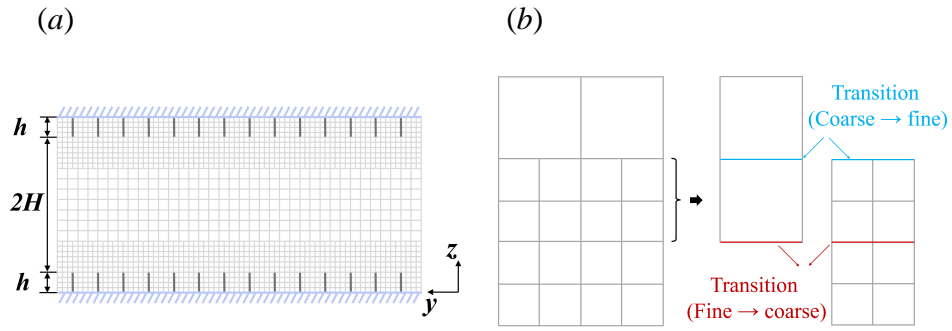 (a)
h
2H
h
z
y
(b)
Transition
(Coarse → fine)
Transition
(Fine → coarse)